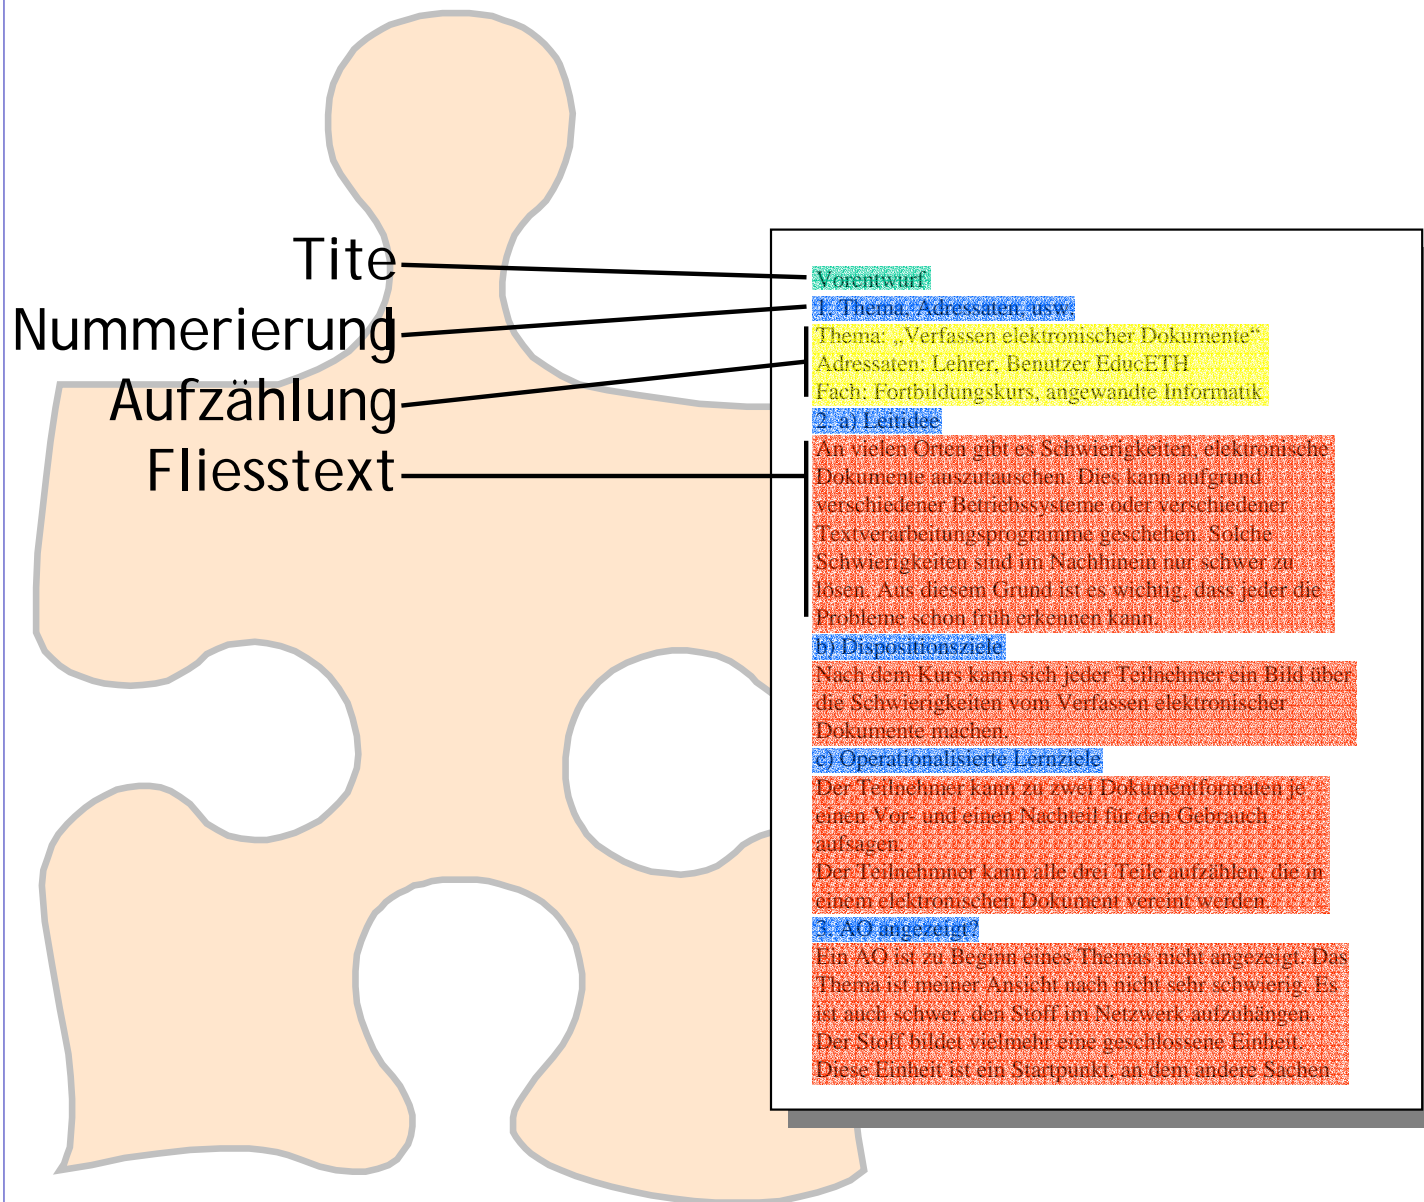 Titel
Nummerierung
Aufzählung
Fliesstext
Vorentwurf
1. Thema, Adressaten, usw.
Thema: „Verfassen elektronischer Dokumente“
Adressaten: Lehrer, Benutzer EducETH
Fach: Fortbildungskurs, angewandte Informatik
2. a) Leitidee
An vielen Orten gibt es Schwierigkeiten, elektronische
Dokumente auszutauschen. Dies kann aufgrund
verschiedener Betriebssysteme oder verschiedener
Textverarbeitungsprogramme geschehen. Solche
Schwierigkeiten sind im Nachhinein nur schwer zu
lösen. Aus diesem Grund ist es wichtig, dass jeder die
Probleme schon früh erkennen kann.
b) Dispositionsziele
Nach dem Kurs kann sich jeder Teilnehmer ein Bild über
die Schwierigkeiten vom Verfassen elektronischer
Dokumente machen.
c) Operationalisierte Lernziele
Der Teilnehmer kann zu zwei Dokumentformaten je
einen Vor- und einen Nachteil für den Gebrauch
aufsagen.
Der Teilnehmner kann alle drei Teile aufzählen, die in
einem elektronischen Dokument vereint werden.
3. AO angezeigt?
Ein AO ist zu Beginn eines Themas nicht angezeigt. Das
Thema ist meiner Ansicht nach nicht sehr schwierig. Es
ist auch schwer, den Stoff im Netzwerk aufzuhängen.
Der Stoff bildet vielmehr eine geschlossene Einheit.
Diese Einheit ist ein Startpunkt, an dem andere Sachen